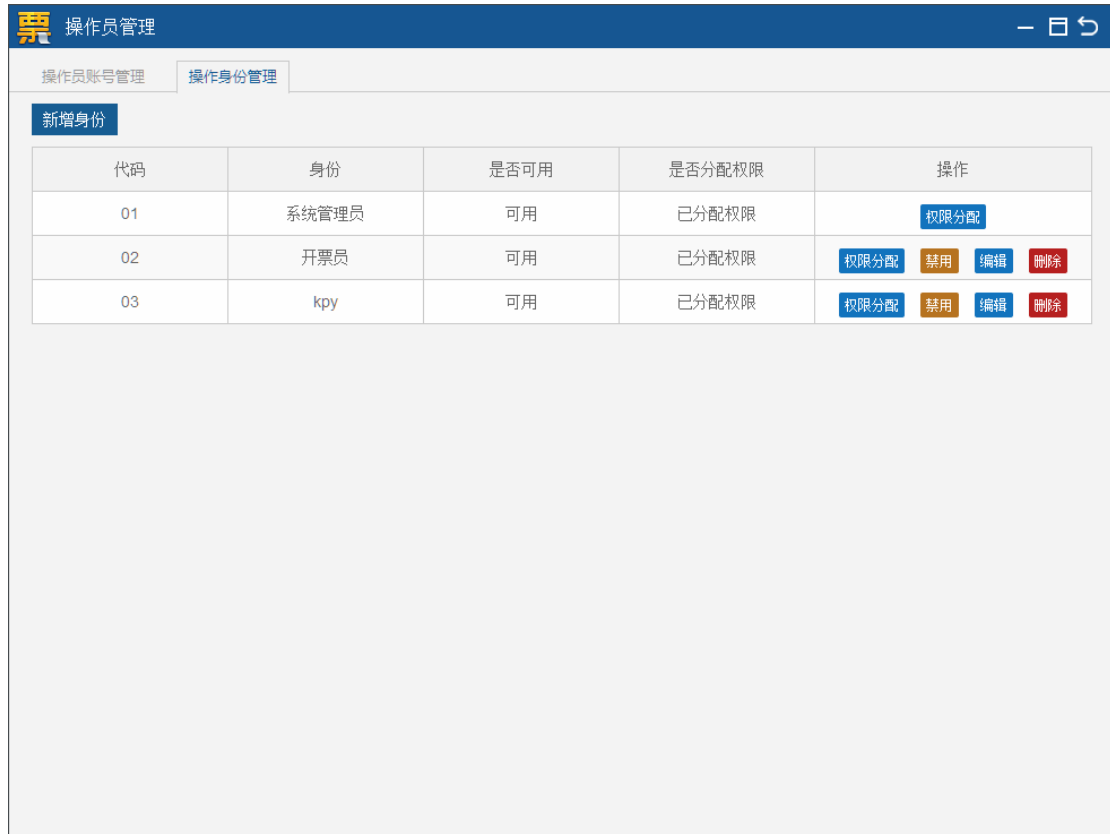 票 操作员管理
操作员账号管理 操作身份管理
新增身份
代码 身份 是否可用 是否分配权限 操作
01 系统管理员 可用 已分配权限 权限分配
02 开票员 可用 已分配权限 权限分配 禁用 编辑 删除
03 kpy 可用 已分配权限 权限分配 禁用 编辑 删除